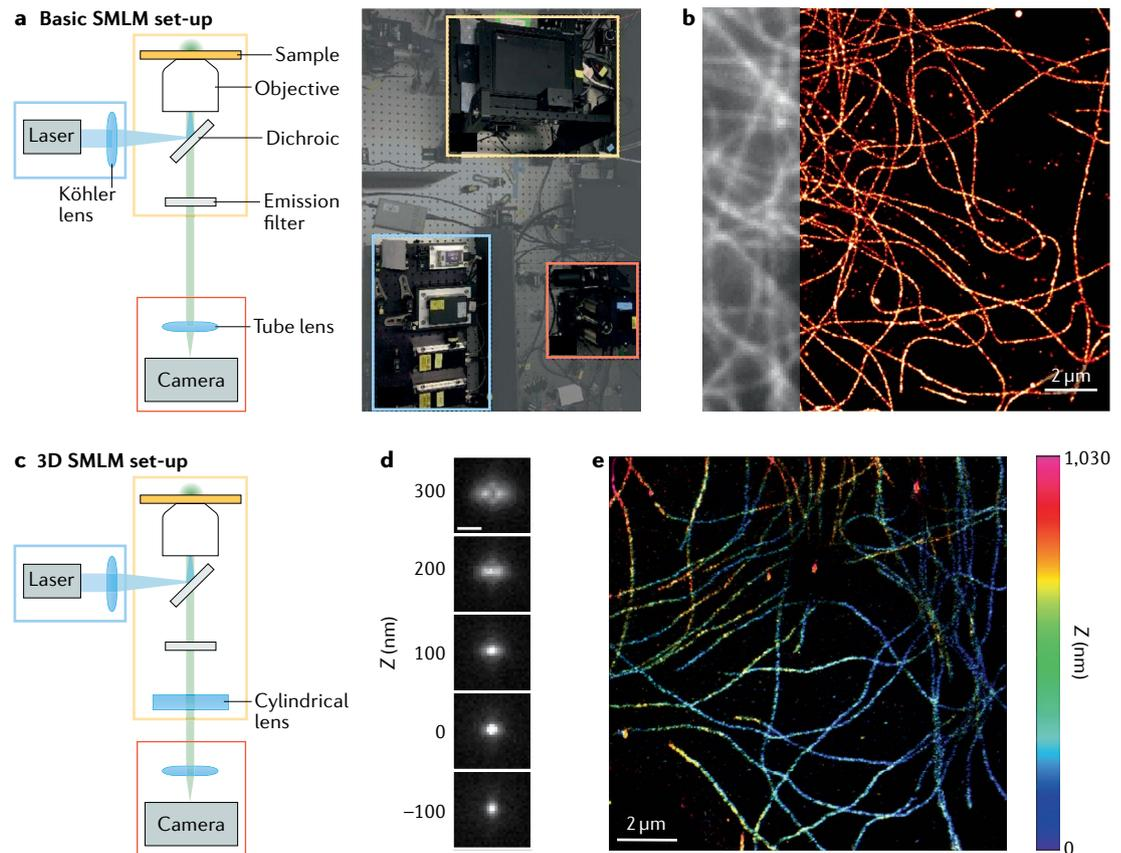 a Basic SMLM set-up
Sample
Objective
Laser
Dichroic
Köhler
lens
Emission
filter
Tube lens
Camera
b
2 µm
c 3D SMLM set-up
Laser
Cylindrical
lens
Camera
d
300
200
100
0
−100
Z (nm)
e
2 µm
1,030
Z (nm)
0